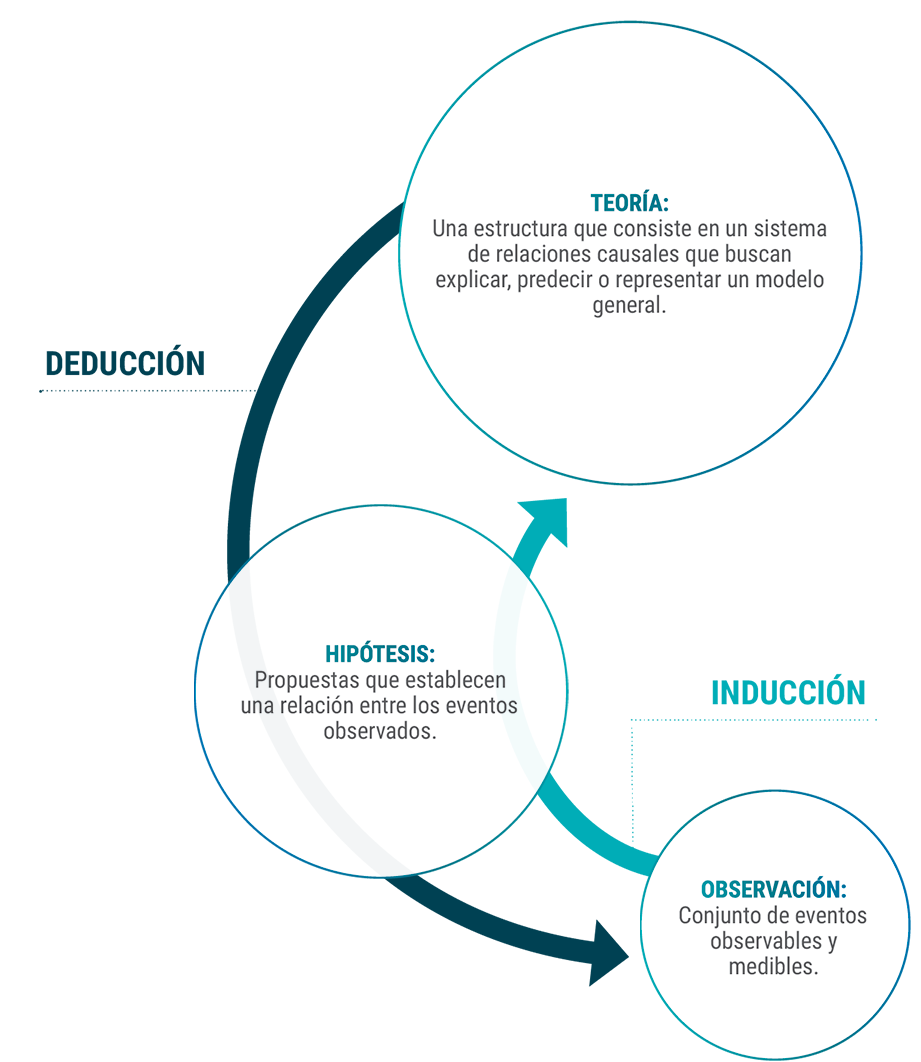 TEORÍA:
Una estructura que consiste en un sistema
de relaciones causales que buscan
explicar, predecir o representar un modelo
general.
DEDUCCIÓN
HIPÓTESIS:
Propuestas que establecen
una relación entre los eventos
observados.
INDUCCIÓN
OBSERVACIÓN:
Conjunto de eventos
observables y
medibles.